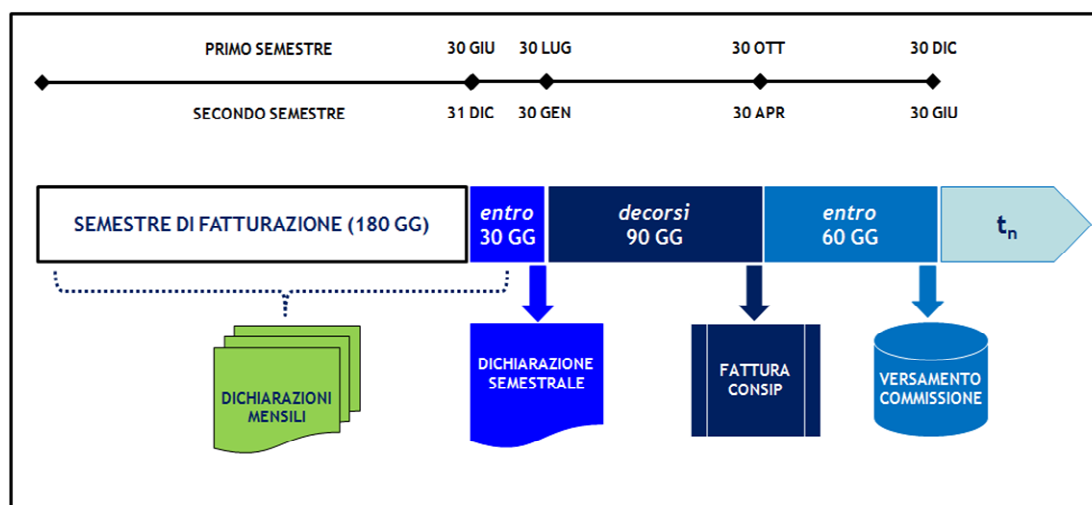 PRIMO SEMESTRE
30 GIU
30 LUG
30 OTT
30 DIC
SECONDO SEMESTRE
31 DIC
30 GEN
30 APR
30 GIU
SEMESTRE DI FATTURAZIONE (180 GG)
entro
30 GG
decorsi
90 GG
entro
60 GG
tn
DICHIARAZIONI
MENSILI
DICHIARAZIONE
SEMESTRALE
FATTURA
CONSIP
VERSAMENTO
COMMISSIONE